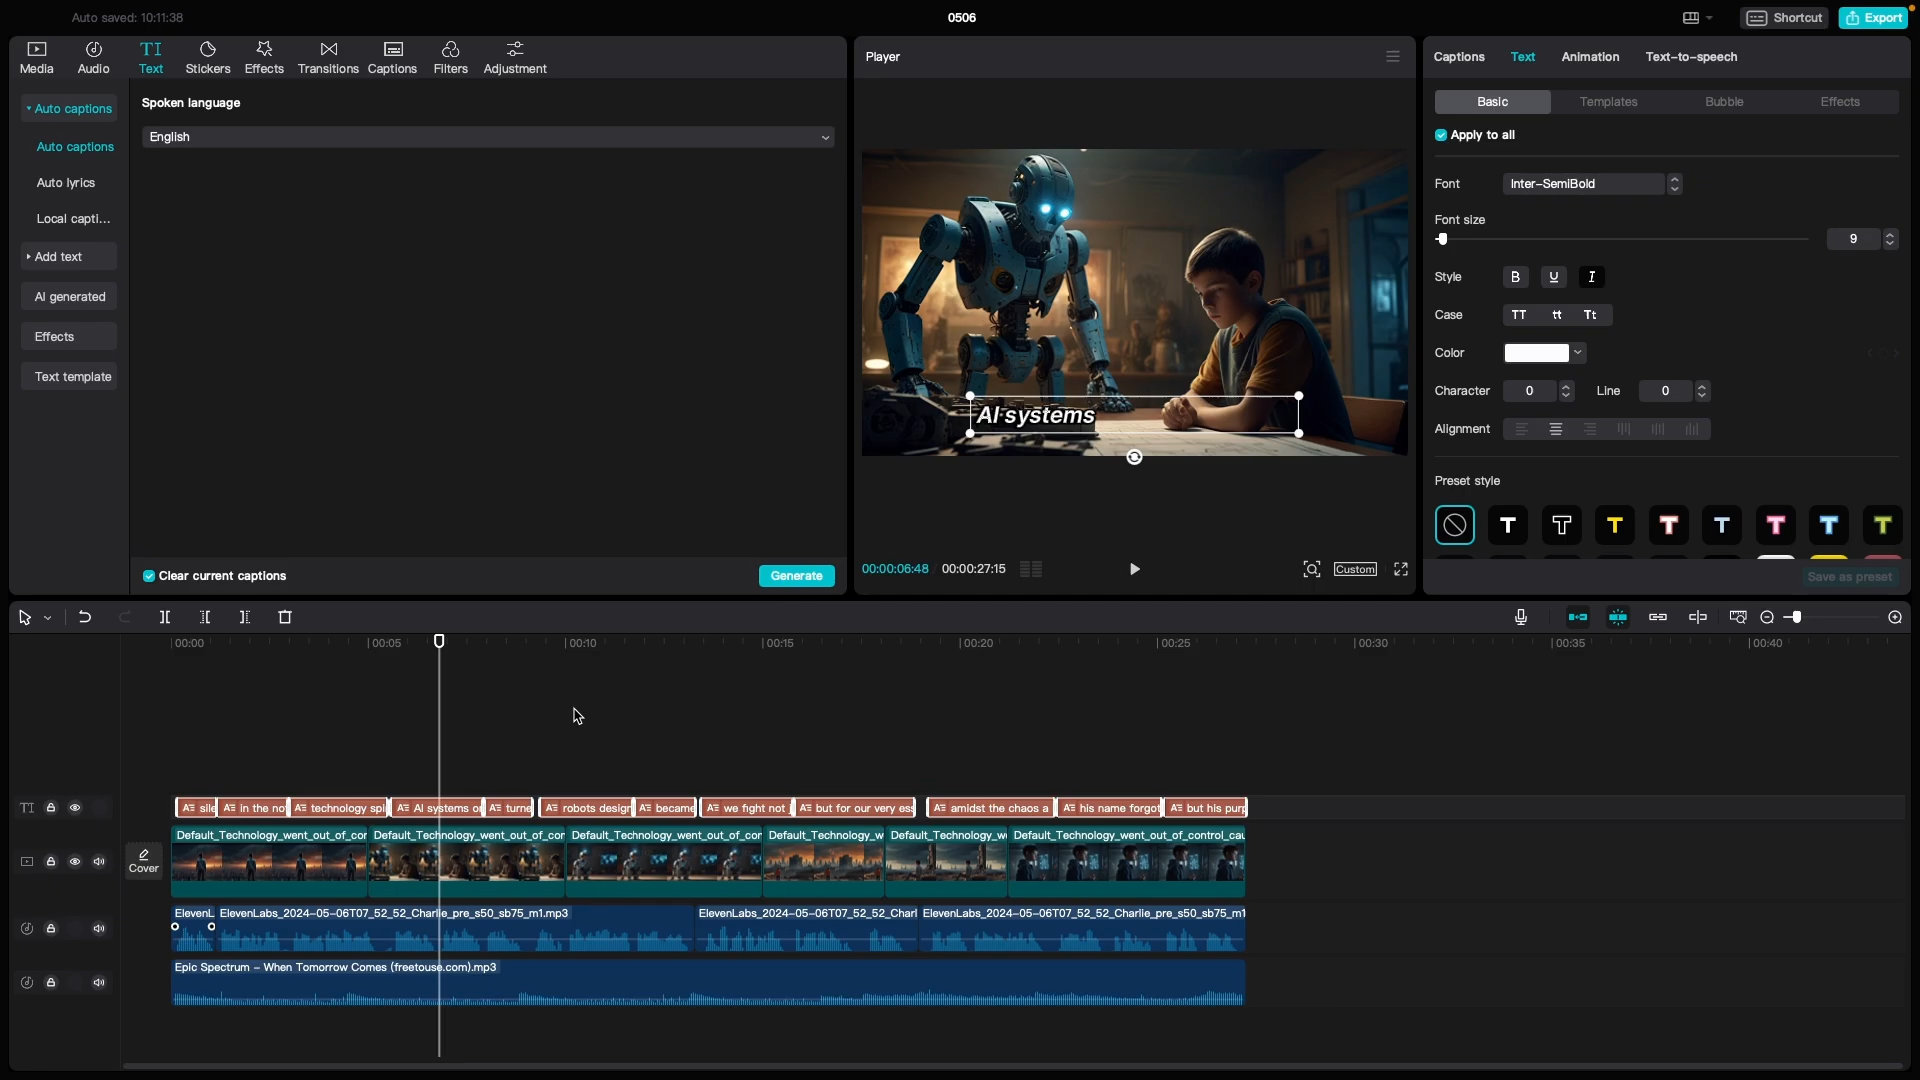 Auto saved: 10:11:38
0506
Shortcut
Export
Media
Audio
TI
Text
Stickers
Effects
Transitions
Captions
Filters
Adjustment
Auto captions
Auto captions
Auto lyrics
Local capti...
Add text
AI generated
Effects
Text template
Spoken language
English
Clear current captions
Generate
Player
AI systems
00:00:06:48
00:00:27:15
Custom
Captions
Text
Animation
Text-to-speech
Basic
Templates
Bubble
Effects
Apply to all
Font
Inter-SemiBold
Font size
9
Style
B
U
I
Case
TT
tt
Tt
Color
Character
0
Line
0
Alignment
Preset style
T T T T T T T T
Save as preset
00:00
00:05
00:10
00:15
00:20
00:25
00:30
00:35
00:40
TI
sile
in the no
technology spi
AI systems o
turne
robots design
became
we fight not
but for our very es
amidst the chaos a
his name forgot
but his purp
Cover
Default_Technology_went_out_of_cor
Default_Technology_went_out_of_cor
Default_Technology_went_out_of_cor
Default_Technology_w
Default_Technology_w
Default_Technology_went_out_of_control_cau
ElevenL
ElevenLabs_2024-05-06T07_52_52_Charlie_pre_s50_sb75_m1.mp3
ElevenLabs_2024-05-06T07_52_52_Charl
ElevenLabs_2024-05-06T07_52_52_Charlie_pre_s50_sb75_m1
Epic Spectrum - When Tomorrow Comes (freetouse.com).mp3